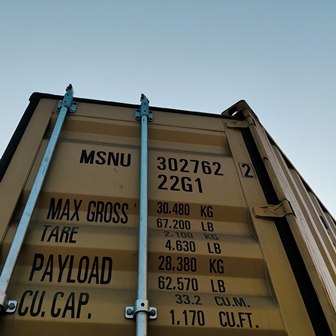 MSNU 302762 2
22G1
MAX GROSS 30.480 KG
67.200 LB
TARE 2.100 KG
4.630 LB
PAYLOAD 28,380 KG
62.570 LB
CU. CAP. 33.2 CU.M.
1,170 CU.FT.